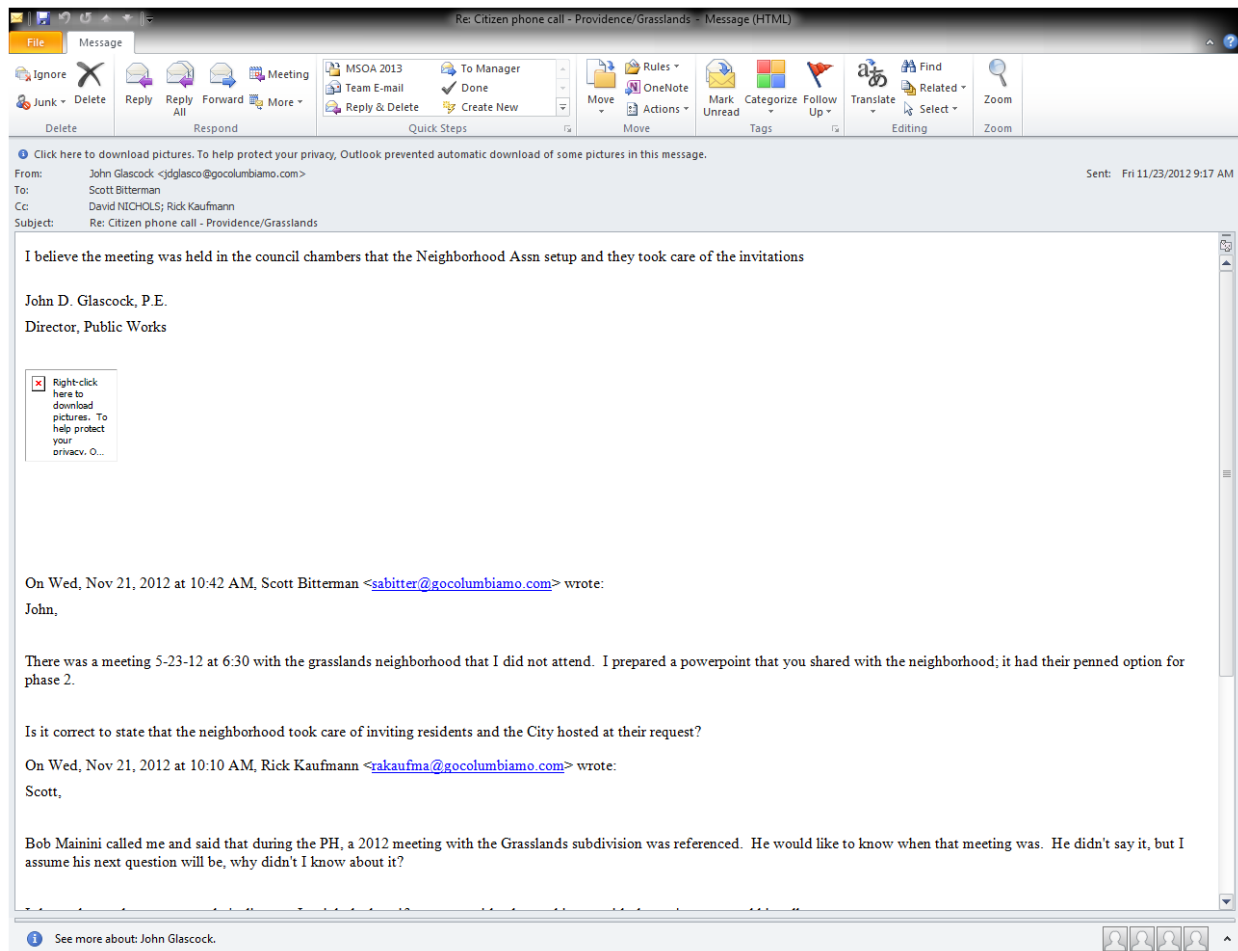 Re: Citizen phone call - Providence/Grasslands - Message (HTML)
File Message
Ignore
Junk
Delete
Delete
Reply
Reply All
Forward
Meeting
More
Respond
MSOA 2013
Team E-mail
Reply & Delete
To Manager
Done
Create New
Quick Steps
Move
Rules
OneNote
Actions
Move
Mark Unread
Categorize
Follow Up
Tags
Translate
Find
Related
Select
Editing
Zoom
Zoom
Click here to download pictures. To help protect your privacy, Outlook prevented automatic download of some pictures in this message.
From: John Glascock <jdglasco@gocolumbiamo.com> Sent: Fri 11/23/2012 9:17 AM
To: Scott Bitterman
Cc: David NICHOLS; Rick Kaufmann
Subject: Re: Citizen phone call - Providence/Grasslands
I believe the meeting was held in the council chambers that the Neighborhood Assn setup and they took care of the invitations
John D. Glascock, P.E.
Director, Public Works
Right-click
here to
download
pictures. To
help protect
your
privacy, O...
On Wed, Nov 21, 2012 at 10:42 AM, Scott Bitterman <sabitter@gocolumbiamo.com> wrote:
John,
There was a meeting 5-23-12 at 6:30 with the grasslands neighborhood that I did not attend. I prepared a powerpoint that you shared with the neighborhood; it had their penned option for
phase 2.
Is it correct to state that the neighborhood took care of inviting residents and the City hosted at their request?
On Wed, Nov 21, 2012 at 10:10 AM, Rick Kaufmann <rakaufma@gocolumbiamo.com> wrote:
Scott,
Bob Mainini called me and said that during the PH, a 2012 meeting with the Grasslands subdivision was referenced. He would like to know when that meeting was. He didn't say it, but I
assume his next question will be, why didn't I know about it?
See more about: John Glascock.